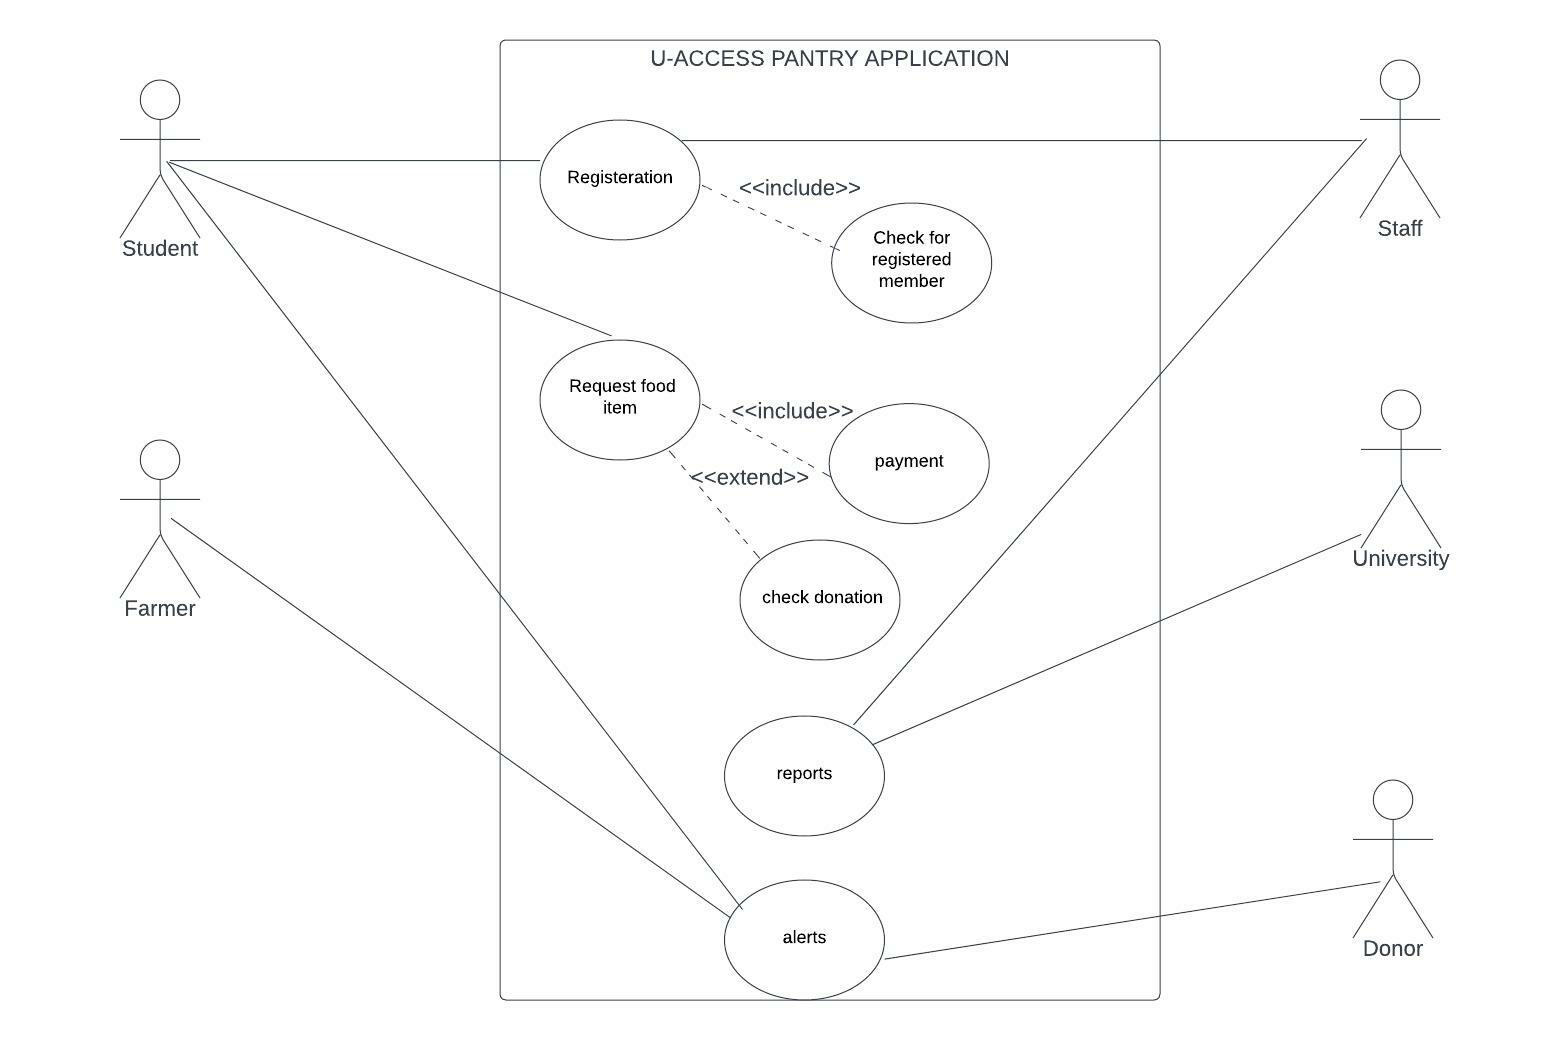 U-ACCESS PANTRY APPLICATION
Registeration
<<include>>
Check for
registered
member
Student
Staff
Request food
item
<<include>>
payment
<<extend>>
check donation
Farmer
University
reports
alerts
Donor